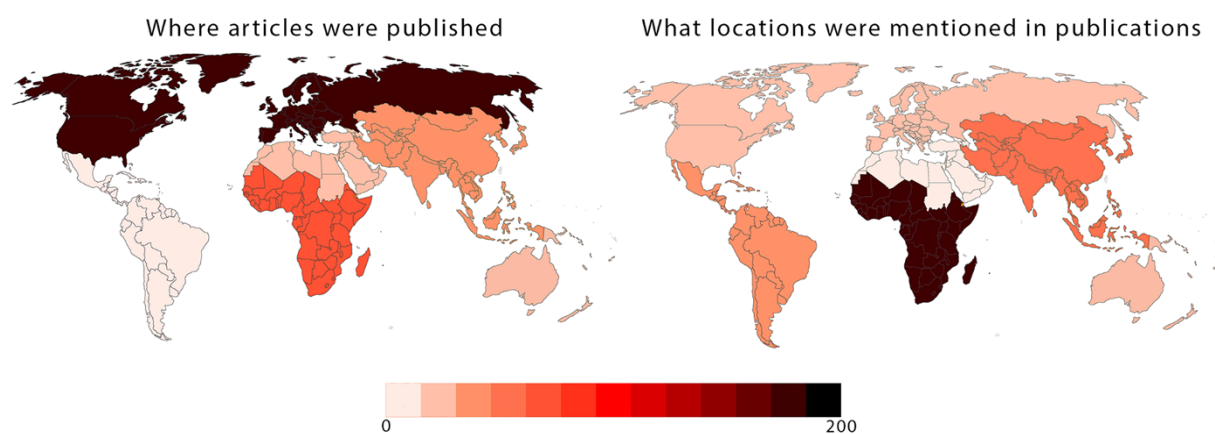 Where articles were published
What locations were mentioned in publications
0
200